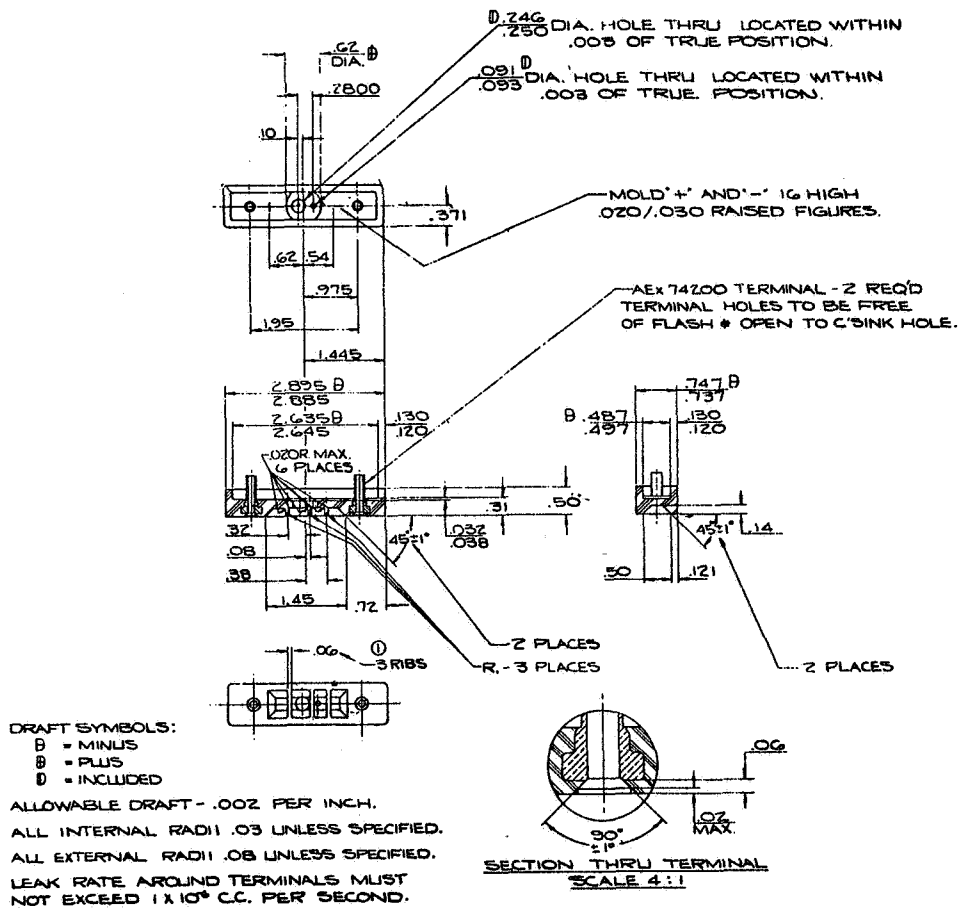 .246 DIA. HOLE THRU LOCATED WITHIN
.250 .003 OF TRUE POSITION.
.62
DIA.
.091 DIA. HOLE THRU LOCATED WITHIN
.093 .003 OF TRUE POSITION.
.2800
.10
MOLD '+' AND '-' 16 HIGH
.020/.030 RAISED FIGURES.
.371
.62 .54
.975
AEX 74200 TERMINAL - 2 REQ'D
TERMINAL HOLES TO BE FREE
OF FLASH & OPEN TO C'SINK HOLE.
1.95
1.445
2.895
2.885
.747
.737
2.635
2.645
.130
.120
.487
.497
.130
.120
.020R. MAX.
6 PLACES
.50
.31
.32
.032
.038
45°±1°
45±1°
.14
.08
.38
.50
.121
1.45
.72
2 PLACES
R.-3 PLACES
2 PLACES
.06 ①
3 RIBS
DRAFT SYMBOLS:
= MINUS
= PLUS
= INCLUDED
.06
ALLOWABLE DRAFT - .002 PER INCH.
.02
MAX.
ALL INTERNAL RADII .03 UNLESS SPECIFIED.
90°
±1°
ALL EXTERNAL RADII .08 UNLESS SPECIFIED.
SECTION THRU TERMINAL
SCALE 4:1
LEAK RATE AROUND TERMINALS MUST
NOT EXCEED 1 X 10 C.C. PER SECOND.